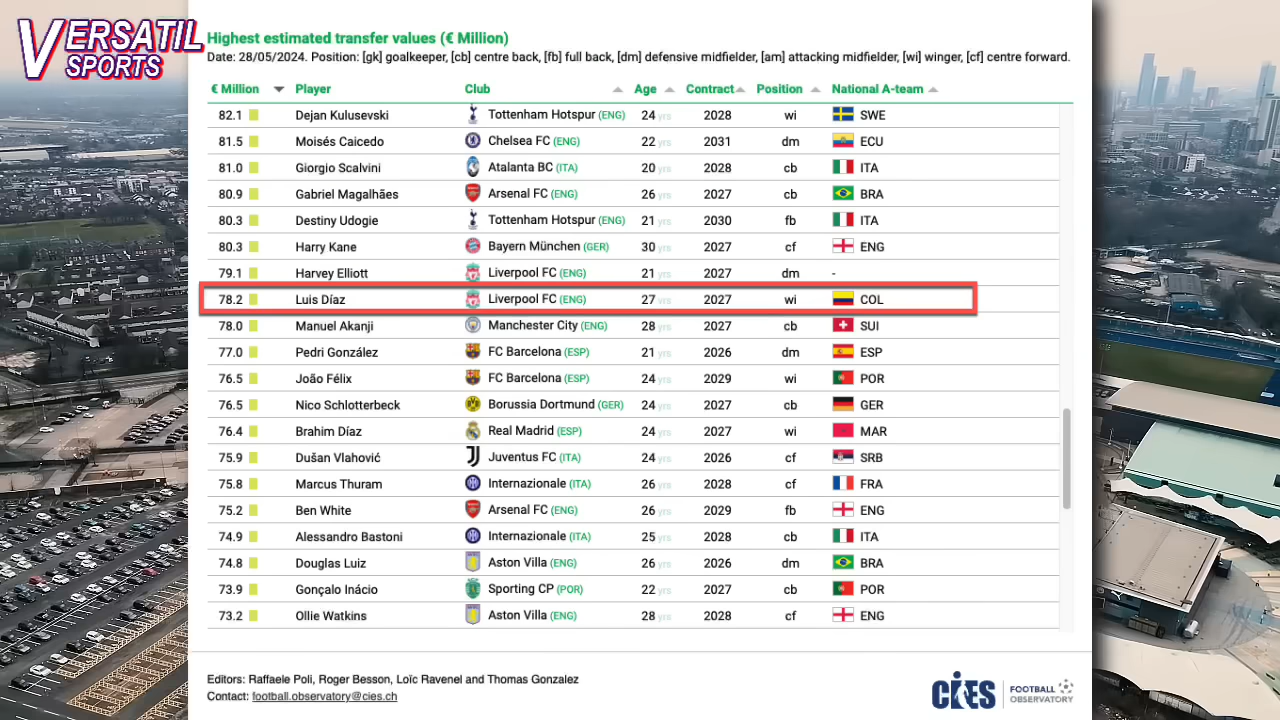 VERSATIL
SPORTS
Highest estimated transfer values (€ Million)
Date: 28/05/2024. Position: [gk] goalkeeper, [cb] centre back, [fb] full back, [dm] defensive midfielder, [am] attacking midfielder, [wi] winger, [cf] centre forward.
€ Million Player Club Age Contract Position National A-team
82.1 Dejan Kulusevski Tottenham Hotspur (ENG) 24 yrs 2028 wi SWE
81.5 Moisés Caicedo Chelsea FC (ENG) 22 yrs 2031 dm ECU
81.0 Giorgio Scalvini Atalanta BC (ITA) 20 yrs 2028 cb ITA
80.9 Gabriel Magalhães Arsenal FC (ENG) 26 yrs 2027 cb BRA
80.3 Destiny Udogie Tottenham Hotspur (ENG) 21 yrs 2030 fb ITA
80.3 Harry Kane Bayern München (GER) 30 yrs 2027 cf ENG
79.1 Harvey Elliott Liverpool FC (ENG) 21 yrs 2027 dm -
78.2 Luis Díaz Liverpool FC (ENG) 27 yrs 2027 wi COL
78.0 Manuel Akanji Manchester City (ENG) 28 yrs 2027 cb SUI
77.0 Pedri González FC Barcelona (ESP) 21 yrs 2026 dm ESP
76.5 João Félix FC Barcelona (ESP) 24 yrs 2029 wi POR
76.5 Nico Schlotterbeck Borussia Dortmund (GER) 24 yrs 2027 cb GER
76.4 Brahim Díaz Real Madrid (ESP) 24 yrs 2027 wi MAR
75.9 Dušan Vlahović Juventus FC (ITA) 24 yrs 2026 cf SRB
75.8 Marcus Thuram Internazionale (ITA) 26 yrs 2028 cf FRA
75.2 Ben White Arsenal FC (ENG) 26 yrs 2029 fb ENG
74.9 Alessandro Bastoni Internazionale (ITA) 25 yrs 2028 cb ITA
74.8 Douglas Luiz Aston Villa (ENG) 26 yrs 2026 dm BRA
73.9 Gonçalo Inácio Sporting CP (POR) 22 yrs 2027 cb POR
73.2 Ollie Watkins Aston Villa (ENG) 28 yrs 2028 cf ENG
Editors: Raffaele Poli, Roger Besson, Loïc Ravenel and Thomas Gonzalez
Contact: football.observatory@cies.ch
CIES FOOTBALL
OBSERVATORY